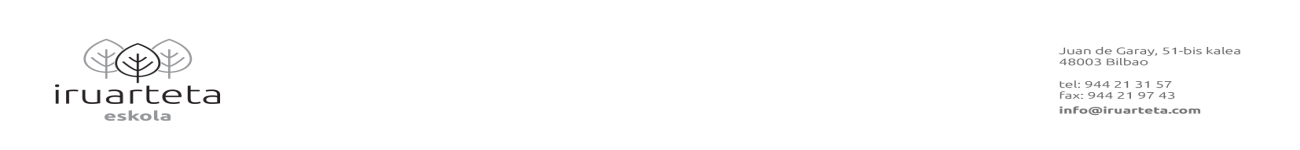 iruarteta
eskola
Juan de Garay, 51-bis kalea
48003 Bilbao
tel: 944 21 31 57
fax: 944 21 97 43
info@iruarteta.com